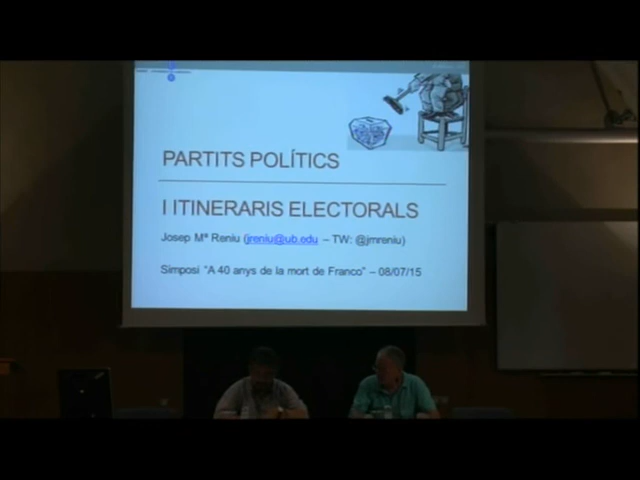 PARTITS POLÍTICS
I ITINERARIS ELECTORALS
Josep Mª Reniu (jreniu@ub.edu – TW: @jmreniu)
Simposi "A 40 anys de la mort de Franco" – 08/07/15